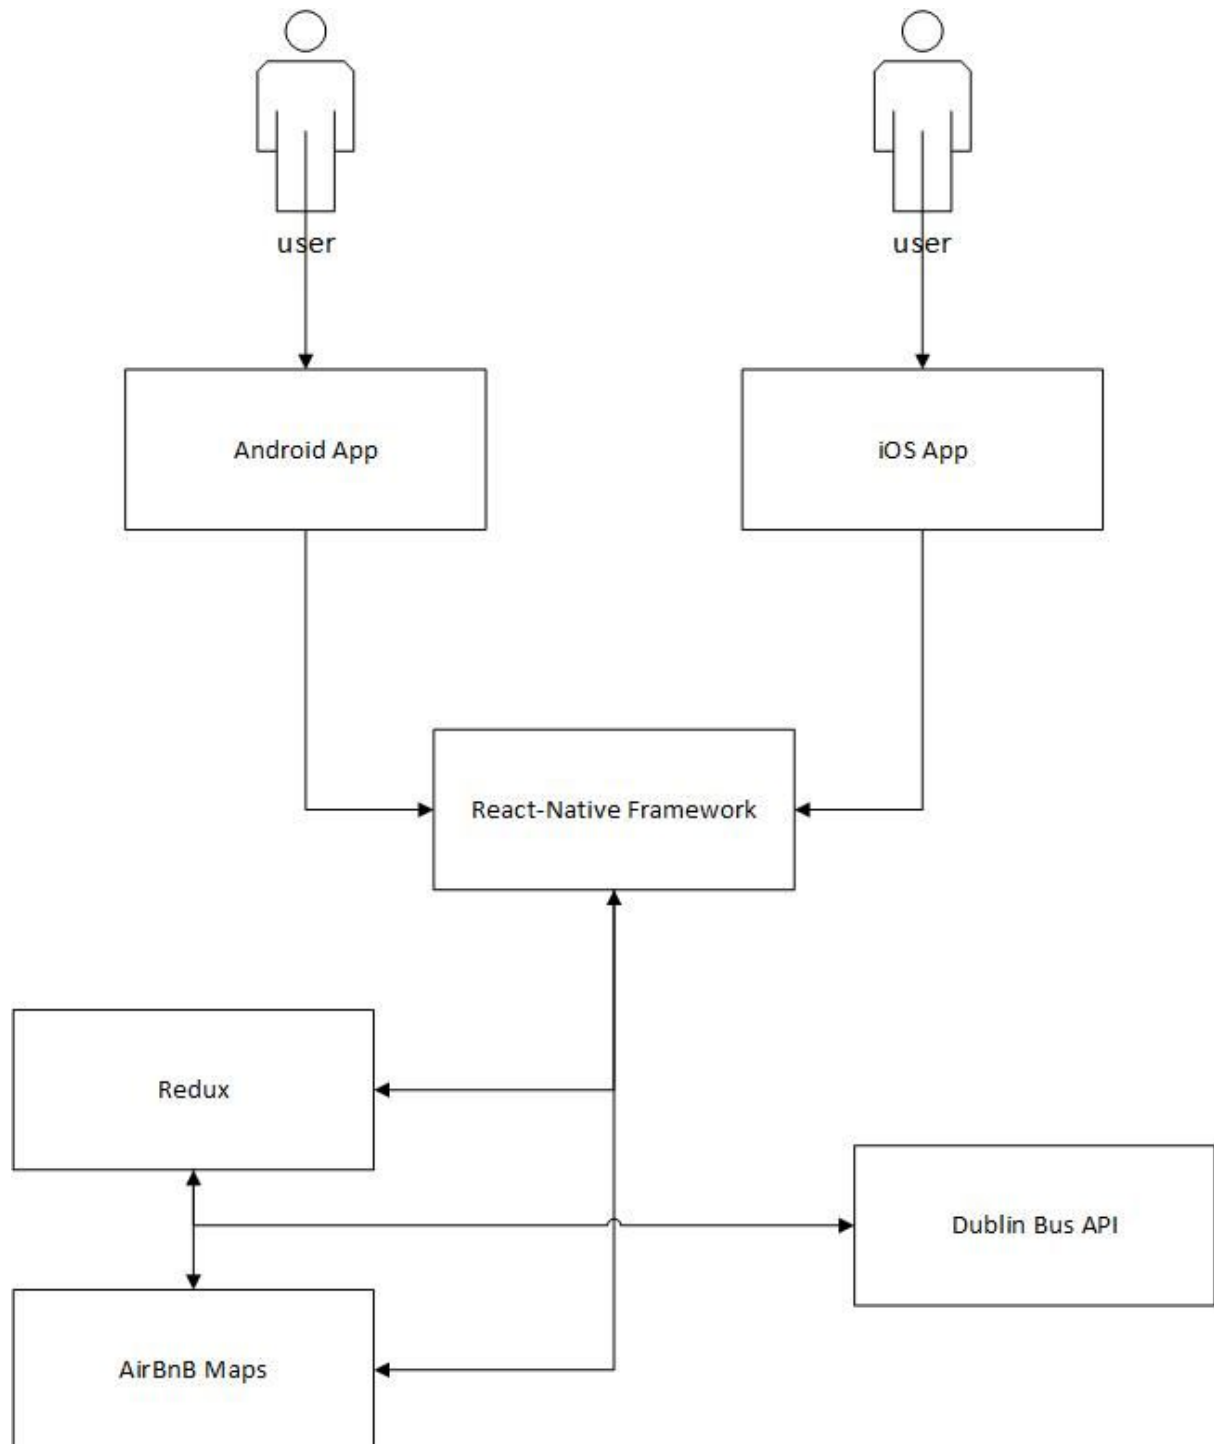 user
user
Android App
iOS App
React-Native Framework
Redux
Dublin Bus API
AirBnB Maps